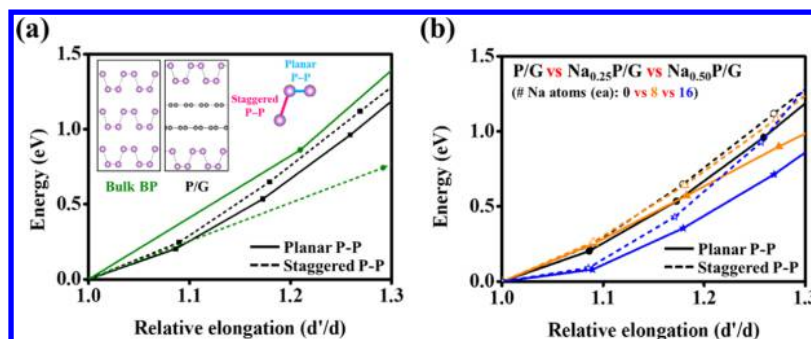 (a)
1.5
1.0
0.5
0.0
Energy (eV)
Planar
P–P
Staggered
P–P
Bulk BP
P/G
Planar P-P
Staggered P-P
1.0
1.1
1.2
1.3
Relative elongation (d'/d)
(b)
1.5
1.0
0.5
0.0
Energy (eV)
P/G vs Na0.25P/G vs Na0.50P/G
(# Na atoms (ea): 0 vs 8 vs 16)
Planar P-P
Staggered P-P
1.0
1.1
1.2
1.3
Relative elongation (d'/d)